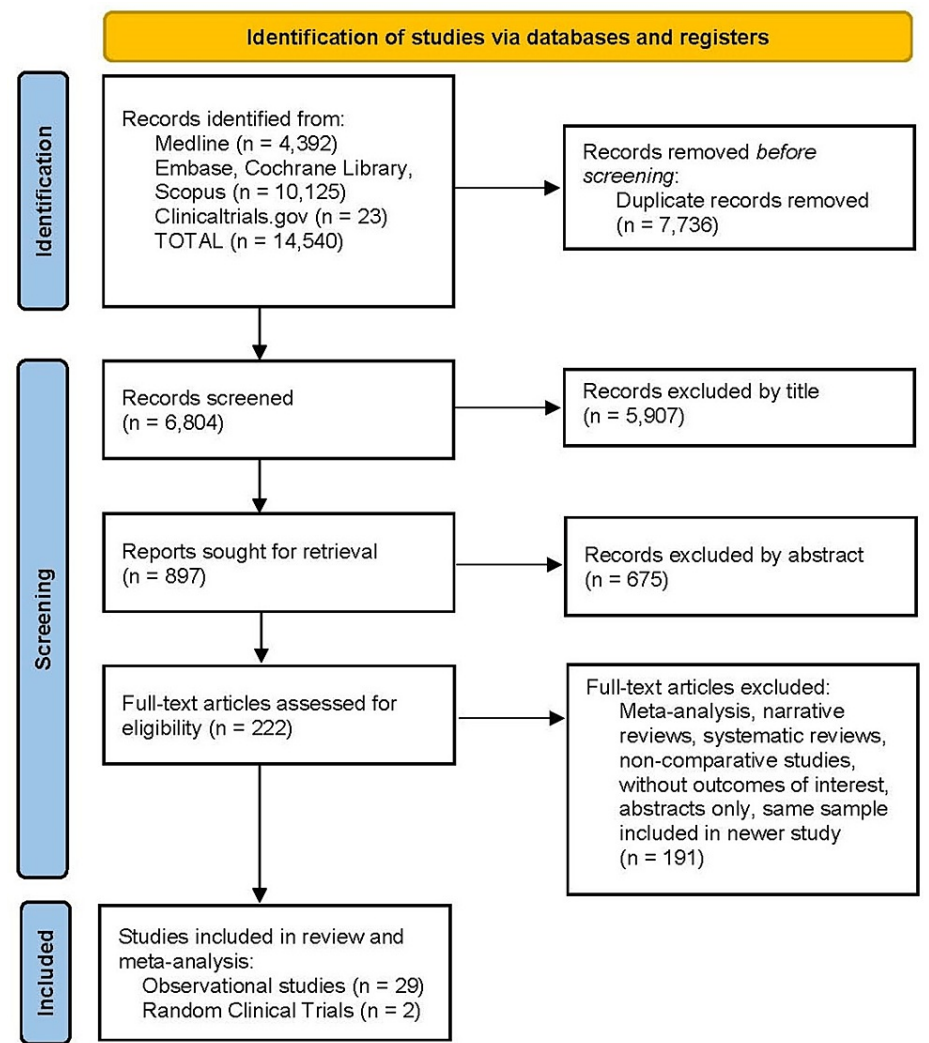 Identification of studies via databases and registers
Identification
Records identified from:
Medline (n = 4,392)
Embase, Cochrane Library,
Scopus (n = 10,125)
Clinicaltrials.gov (n = 23)
TOTAL (n = 14,540)
Records removed before
screening:
Duplicate records removed
(n = 7,736)
Screening
Records screened
(n = 6,804)
Records excluded by title
(n = 5,907)
Reports sought for retrieval
(n = 897)
Records excluded by abstract
(n = 675)
Full-text articles assessed for
eligibility (n = 222)
Full-text articles excluded:
Meta-analysis, narrative
reviews, systematic reviews,
non-comparative studies,
without outcomes of interest,
abstracts only, same sample
included in newer study
(n = 191)
Included
Studies included in review and
meta-analysis:
Observational studies (n = 29)
Random Clinical Trials (n = 2)